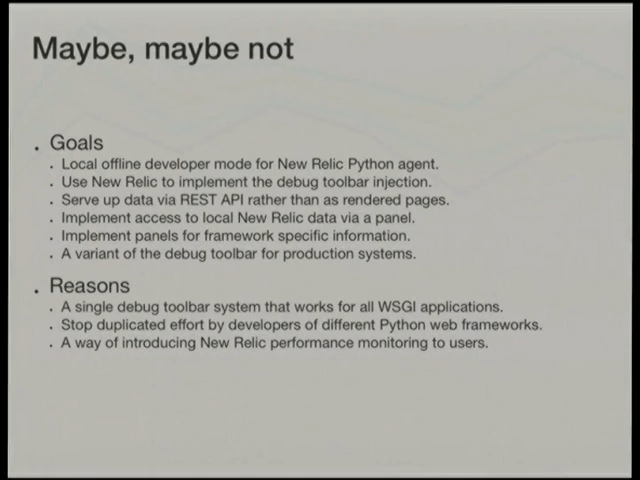 Maybe, maybe not
. Goals
. Local offline developer mode for New Relic Python agent.
. Use New Relic to implement the debug toolbar injection.
. Serve up data via REST API rather than as rendered pages.
. Implement access to local New Relic data via a panel.
. Implement panels for framework specific information.
. A variant of the debug toolbar for production systems.
. Reasons
. A single debug toolbar system that works for all WSGI applications.
. Stop duplicated effort by developers of different Python web frameworks.
. A way of introducing New Relic performance monitoring to users.